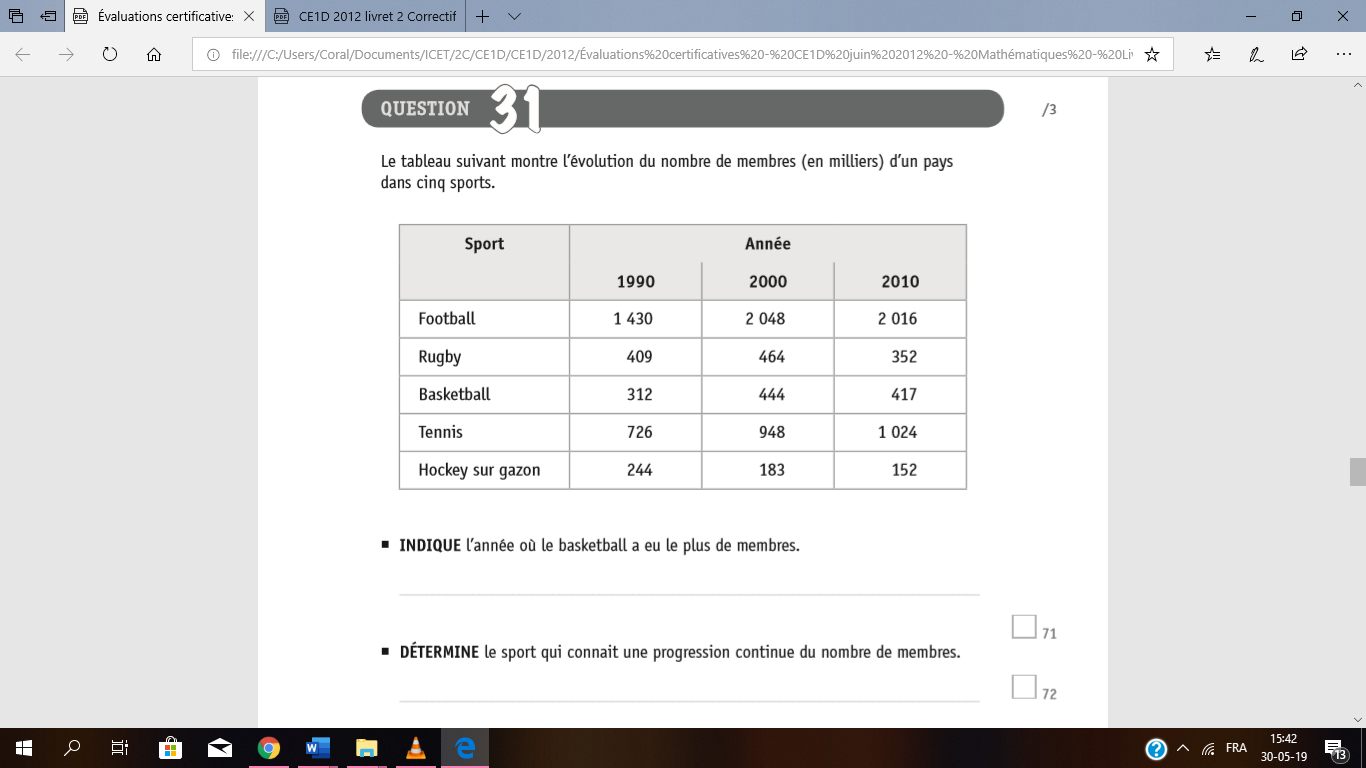 Évaluations certificatives
CE1D 2012 livret 2 Correctif
file:///C:/Users/Coral/Documents/ICET/2C/CE1D/CE1D/2012/Évaluations%20certificatives%20-%20CE1D%20juin%202012%20-%20Mathématiques%20-%20Li
QUESTION 31 /3
Le tableau suivant montre l'évolution du nombre de membres (en milliers) d'un pays
dans cinq sports.
Sport Année
1990 2000 2010
Football 1 430 2 048 2 016
Rugby 409 464 352
Basketball 312 444 417
Tennis 726 948 1 024
Hockey sur gazon 244 183 152
■ INDIQUE l'année où le basketball a eu le plus de membres.
71
■ DÉTERMINE le sport qui connait une progression continue du nombre de membres.
72
FRA
15:42
30-05-19
13